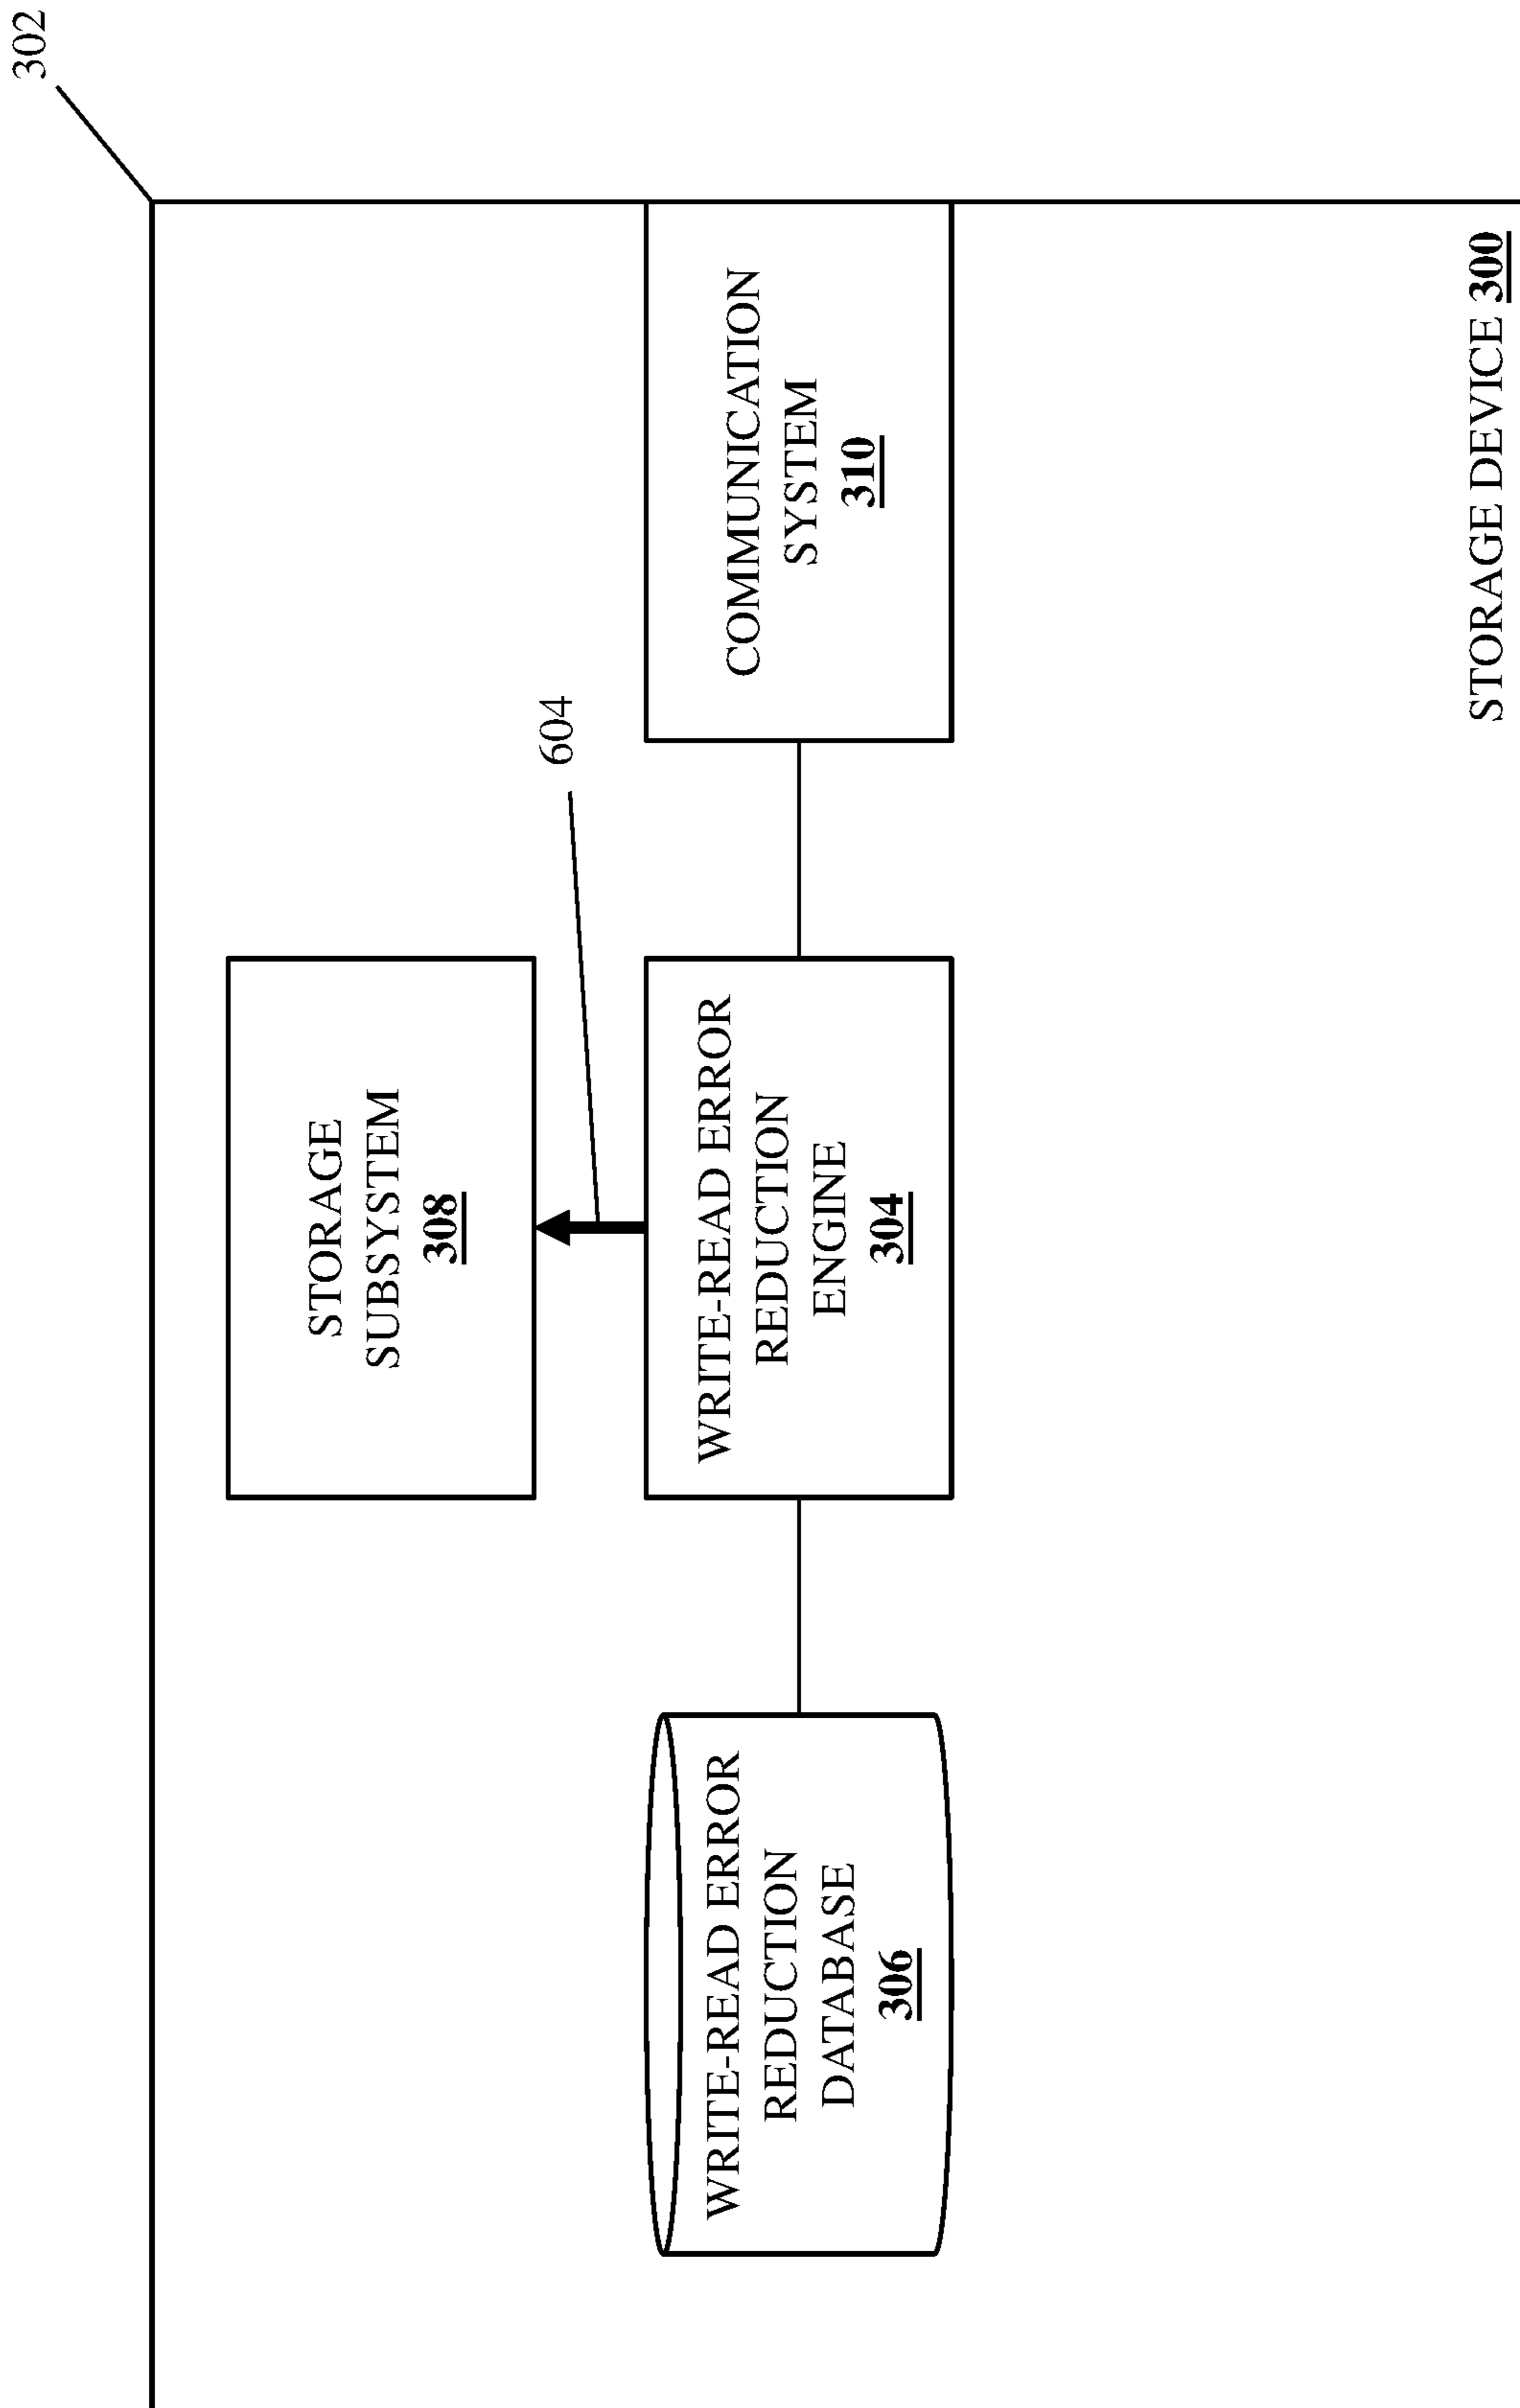 302
STORAGE
SUBSYSTEM
308
604
WRITE-READ ERROR
REDUCTION
DATABASE
306
WRITE-READ ERROR
REDUCTION
ENGINE
304
COMMUNICATION
SYSTEM
310
STORAGE DEVICE 300